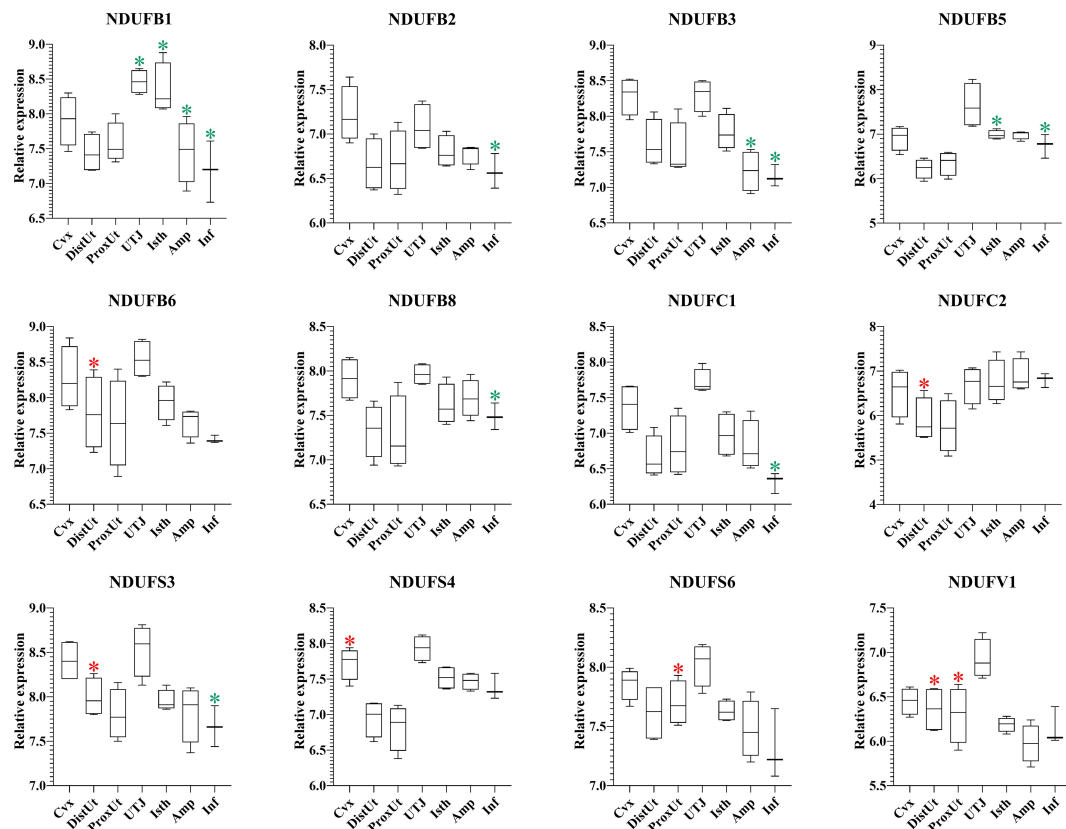 NDUFB1
NDUFB2
NDUFB3
NDUFB5
Relative expression
9.0
8.5
8.0
7.5
7.0
6.5
Cvx
DistUt
ProxUt
UTJ
Isth
Amp
Inf
*
*
*
*
Relative expression
8.0
7.5
7.0
6.5
6.0
Cvx
DistUt
ProxUt
UTJ
Isth
Amp
Inf
*
Relative expression
9.0
8.5
8.0
7.5
7.0
6.5
Cvx
DistUt
ProxUt
UTJ
Isth
Amp
Inf
*
*
Relative expression
9
8
7
6
5
Cvx
DistUt
ProxUt
UTJ
Isth
Amp
Inf
*
*
NDUFB6
NDUFB8
NDUFC1
NDUFC2
Relative expression
9.0
8.5
8.0
7.5
7.0
6.5
Cvx
DistUt
ProxUt
UTJ
Isth
Amp
Inf
*
Relative expression
8.5
8.0
7.5
7.0
6.5
Cvx
DistUt
ProxUt
UTJ
Isth
Amp
Inf
*
Relative expression
8.5
8.0
7.5
7.0
6.5
6.0
Cvx
DistUt
ProxUt
UTJ
Isth
Amp
Inf
*
Relative expression
8
7
6
5
4
Cvx
DistUt
ProxUt
UTJ
Isth
Amp
Inf
*
NDUFS3
NDUFS4
NDUFS6
NDUFV1
Relative expression
9.0
8.5
8.0
7.5
7.0
Cvx
DistUt
ProxUt
UTJ
Isth
Amp
Inf
*
*
Relative expression
8.5
8.0
7.5
7.0
6.5
6.0
Cvx
DistUt
ProxUt
UTJ
Isth
Amp
Inf
*
Relative expression
8.5
8.0
7.5
7.0
Cvx
DistUt
ProxUt
UTJ
Isth
Amp
Inf
*
Relative expression
7.5
7.0
6.5
6.0
5.5
Cvx
DistUt
ProxUt
UTJ
Isth
Amp
Inf
*
*